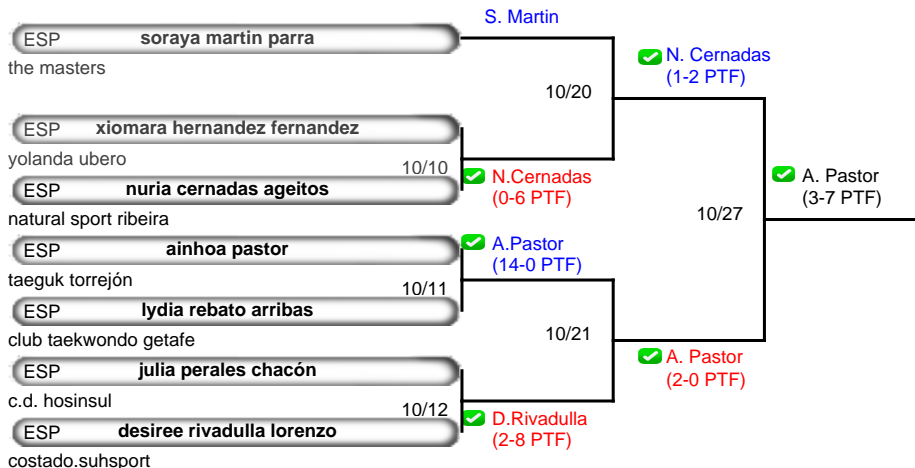 S. Martin
ESP soraya martin parra
the masters
N. Cernadas
(1-2 PTF)
10/20
ESP xiomara hernandez fernandez
yolanda ubero
10/10
N.Cernadas
(0-6 PTF)
ESP nuria cernadas ageitos
natural sport ribeira
A. Pastor
(3-7 PTF)
10/27
ESP ainhoa pastor
A.Pastor
(14-0 PTF)
taeguk torrejón
10/11
ESP lydia rebato arribas
club taekwondo getafe
10/21
ESP julia perales chacón
A. Pastor
(2-0 PTF)
c.d. hosinsul
10/12
D.Rivadulla
(2-8 PTF)
ESP desiree rivadulla lorenzo
costado.suhsport